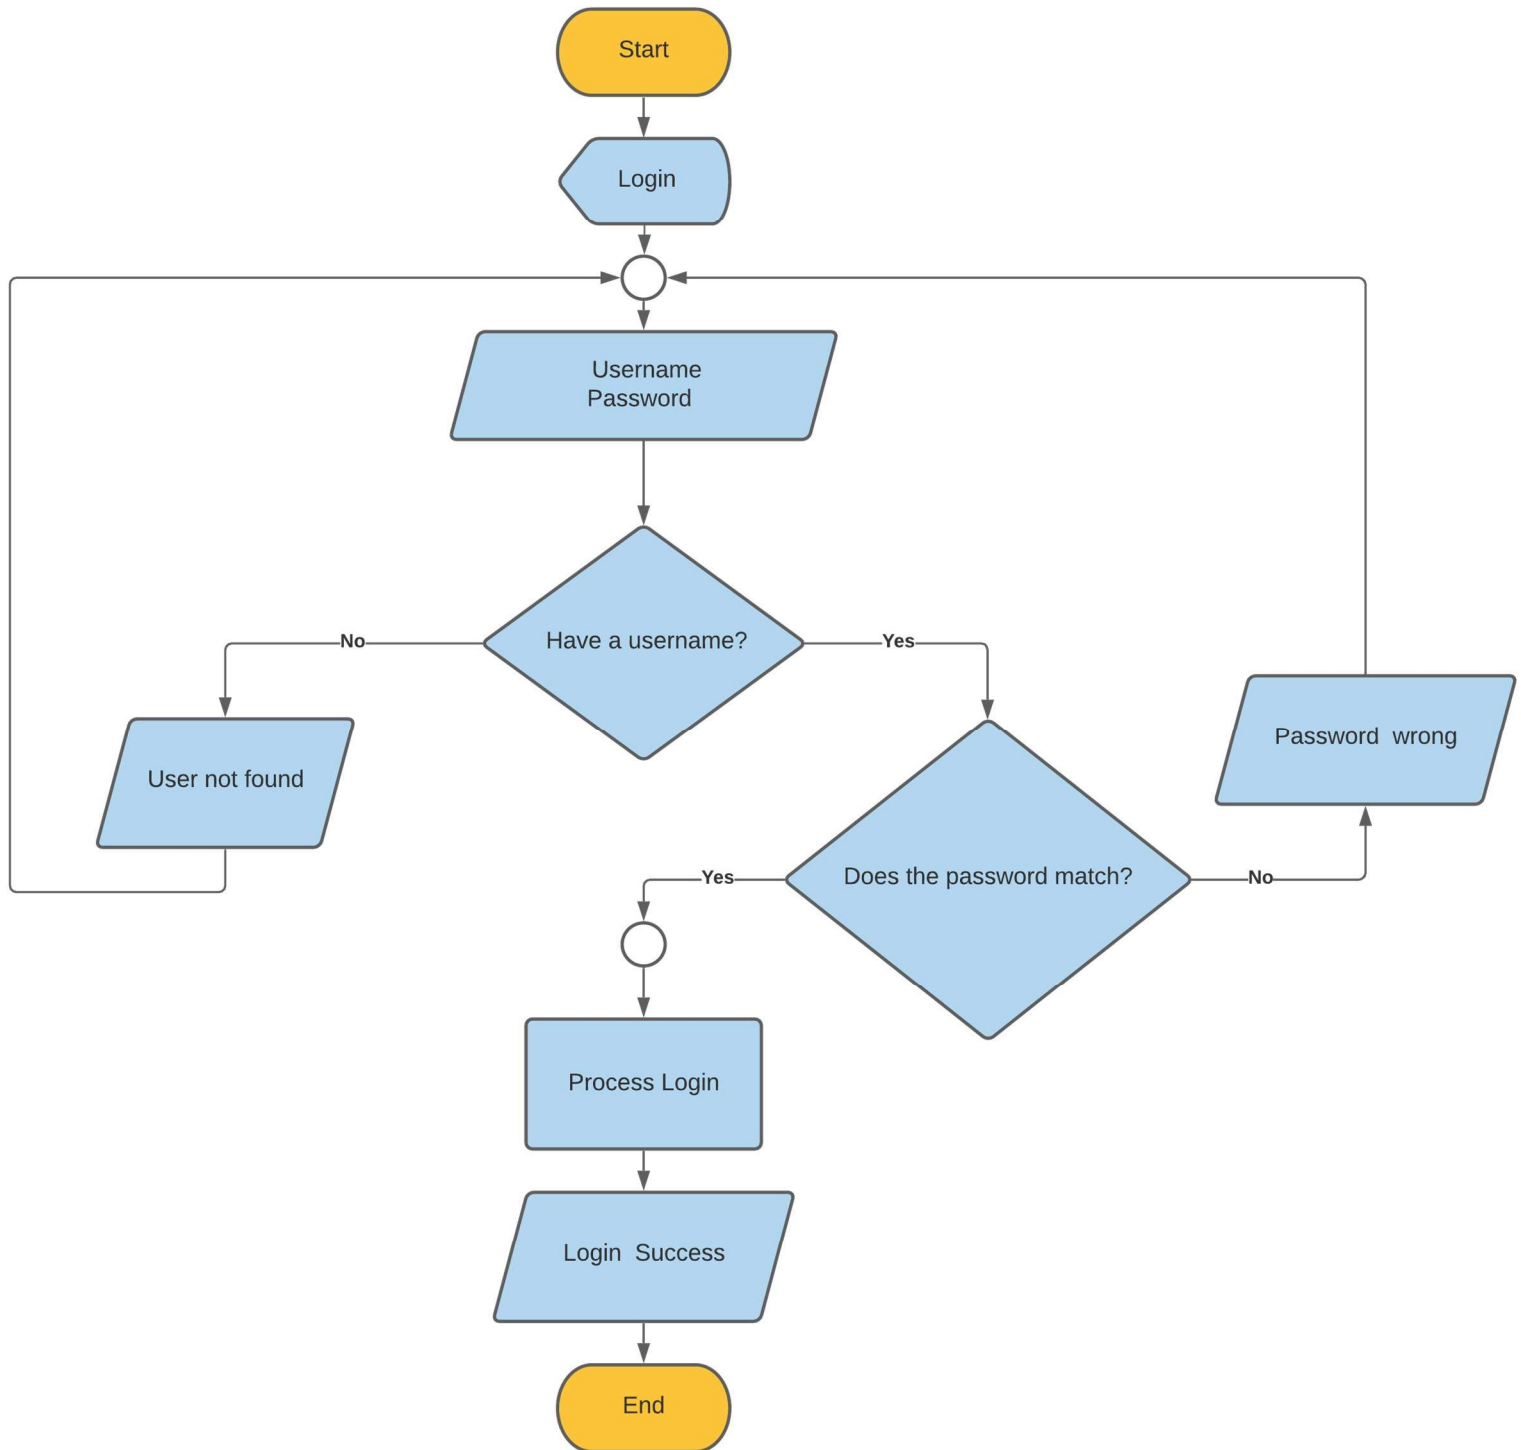 Start
Login
Username
Password
Have a username?
No
Yes
User not found
Password  wrong
Does the password match?
Yes
No
Process Login
Login  Success
End